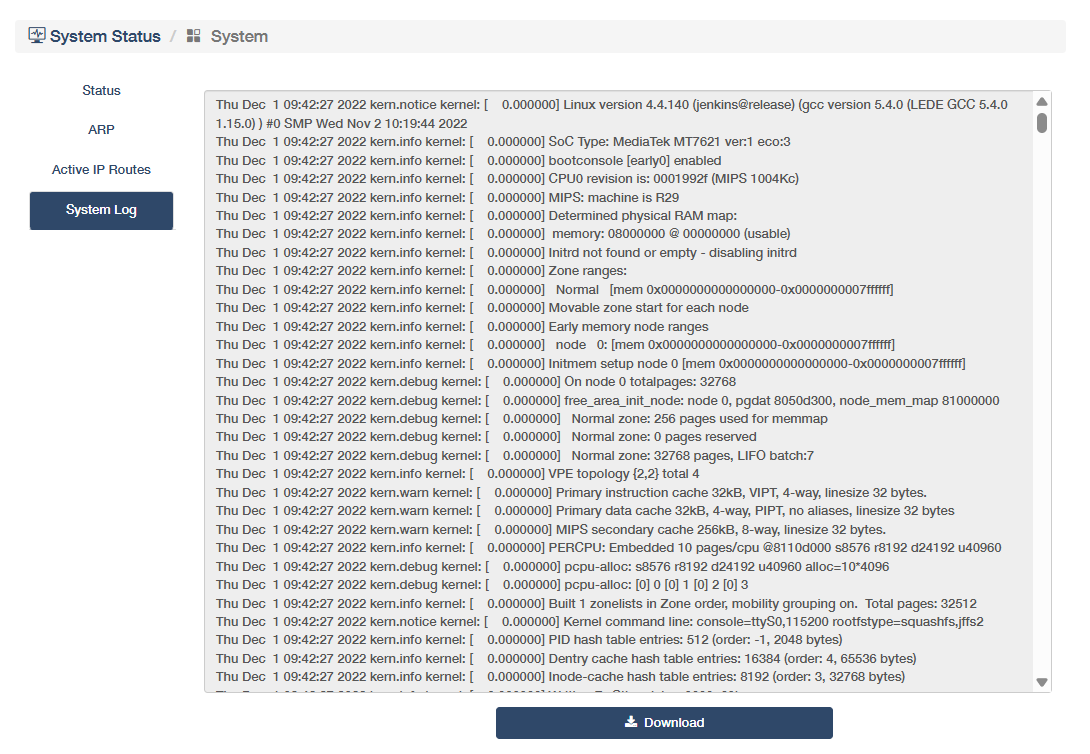 System Status / System
Status
ARP
Active IP Routes
System Log
Thu Dec  1 09:42:27 2022 kern.notice kernel: [    0.000000] Linux version 4.4.140 (jenkins@release) (gcc version 5.4.0 (LEDE GCC 5.4.0
1.15.0) ) #0 SMP Wed Nov 2 10:19:44 2022
Thu Dec  1 09:42:27 2022 kern.info kernel: [    0.000000] SoC Type: MediaTek MT7621 ver:1 eco:3
Thu Dec  1 09:42:27 2022 kern.info kernel: [    0.000000] bootconsole [early0] enabled
Thu Dec  1 09:42:27 2022 kern.info kernel: [    0.000000] CPU0 revision is: 0001992f (MIPS 1004Kc)
Thu Dec  1 09:42:27 2022 kern.info kernel: [    0.000000] MIPS: machine is R29
Thu Dec  1 09:42:27 2022 kern.info kernel: [    0.000000] Determined physical RAM map:
Thu Dec  1 09:42:27 2022 kern.info kernel: [    0.000000]  memory: 08000000 @ 00000000 (usable)
Thu Dec  1 09:42:27 2022 kern.info kernel: [    0.000000] Initrd not found or empty - disabling initrd
Thu Dec  1 09:42:27 2022 kern.info kernel: [    0.000000] Zone ranges:
Thu Dec  1 09:42:27 2022 kern.info kernel: [    0.000000]   Normal   [mem 0x0000000000000000-0x0000000007ffffff]
Thu Dec  1 09:42:27 2022 kern.info kernel: [    0.000000] Movable zone start for each node
Thu Dec  1 09:42:27 2022 kern.info kernel: [    0.000000] Early memory node ranges
Thu Dec  1 09:42:27 2022 kern.info kernel: [    0.000000]   node   0: [mem 0x0000000000000000-0x0000000007ffffff]
Thu Dec  1 09:42:27 2022 kern.info kernel: [    0.000000] Initmem setup node 0 [mem 0x0000000000000000-0x0000000007ffffff]
Thu Dec  1 09:42:27 2022 kern.debug kernel: [    0.000000] On node 0 totalpages: 32768
Thu Dec  1 09:42:27 2022 kern.debug kernel: [    0.000000] free_area_init_node: node 0, pgdat 8050d300, node_mem_map 81000000
Thu Dec  1 09:42:27 2022 kern.debug kernel: [    0.000000]   Normal zone: 256 pages used for memmap
Thu Dec  1 09:42:27 2022 kern.debug kernel: [    0.000000]   Normal zone: 0 pages reserved
Thu Dec  1 09:42:27 2022 kern.debug kernel: [    0.000000]   Normal zone: 32768 pages, LIFO batch:7
Thu Dec  1 09:42:27 2022 kern.info kernel: [    0.000000] VPE topology {2,2} total 4
Thu Dec  1 09:42:27 2022 kern.warn kernel: [    0.000000] Primary instruction cache 32kB, VIPT, 4-way, linesize 32 bytes.
Thu Dec  1 09:42:27 2022 kern.warn kernel: [    0.000000] Primary data cache 32kB, 4-way, PIPT, no aliases, linesize 32 bytes
Thu Dec  1 09:42:27 2022 kern.warn kernel: [    0.000000] MIPS secondary cache 256kB, 8-way, linesize 32 bytes.
Thu Dec  1 09:42:27 2022 kern.info kernel: [    0.000000] PERCPU: Embedded 10 pages/cpu @8110d000 s8576 r8192 d24192 u40960
Thu Dec  1 09:42:27 2022 kern.debug kernel: [    0.000000] pcpu-alloc: s8576 r8192 d24192 u40960 alloc=10*4096
Thu Dec  1 09:42:27 2022 kern.debug kernel: [    0.000000] pcpu-alloc: [0] 0 [0] 1 [0] 2 [0] 3
Thu Dec  1 09:42:27 2022 kern.info kernel: [    0.000000] Built 1 zonelists in Zone order, mobility grouping on.  Total pages: 32512
Thu Dec  1 09:42:27 2022 kern.notice kernel: [    0.000000] Kernel command line: console=ttyS0,115200 rootfstype=squashfs,jffs2
Thu Dec  1 09:42:27 2022 kern.info kernel: [    0.000000] PID hash table entries: 512 (order: -1, 2048 bytes)
Thu Dec  1 09:42:27 2022 kern.info kernel: [    0.000000] Dentry cache hash table entries: 16384 (order: 4, 65536 bytes)
Thu Dec  1 09:42:27 2022 kern.info kernel: [    0.000000] Inode-cache hash table entries: 8192 (order: 3, 32768 bytes)
Download